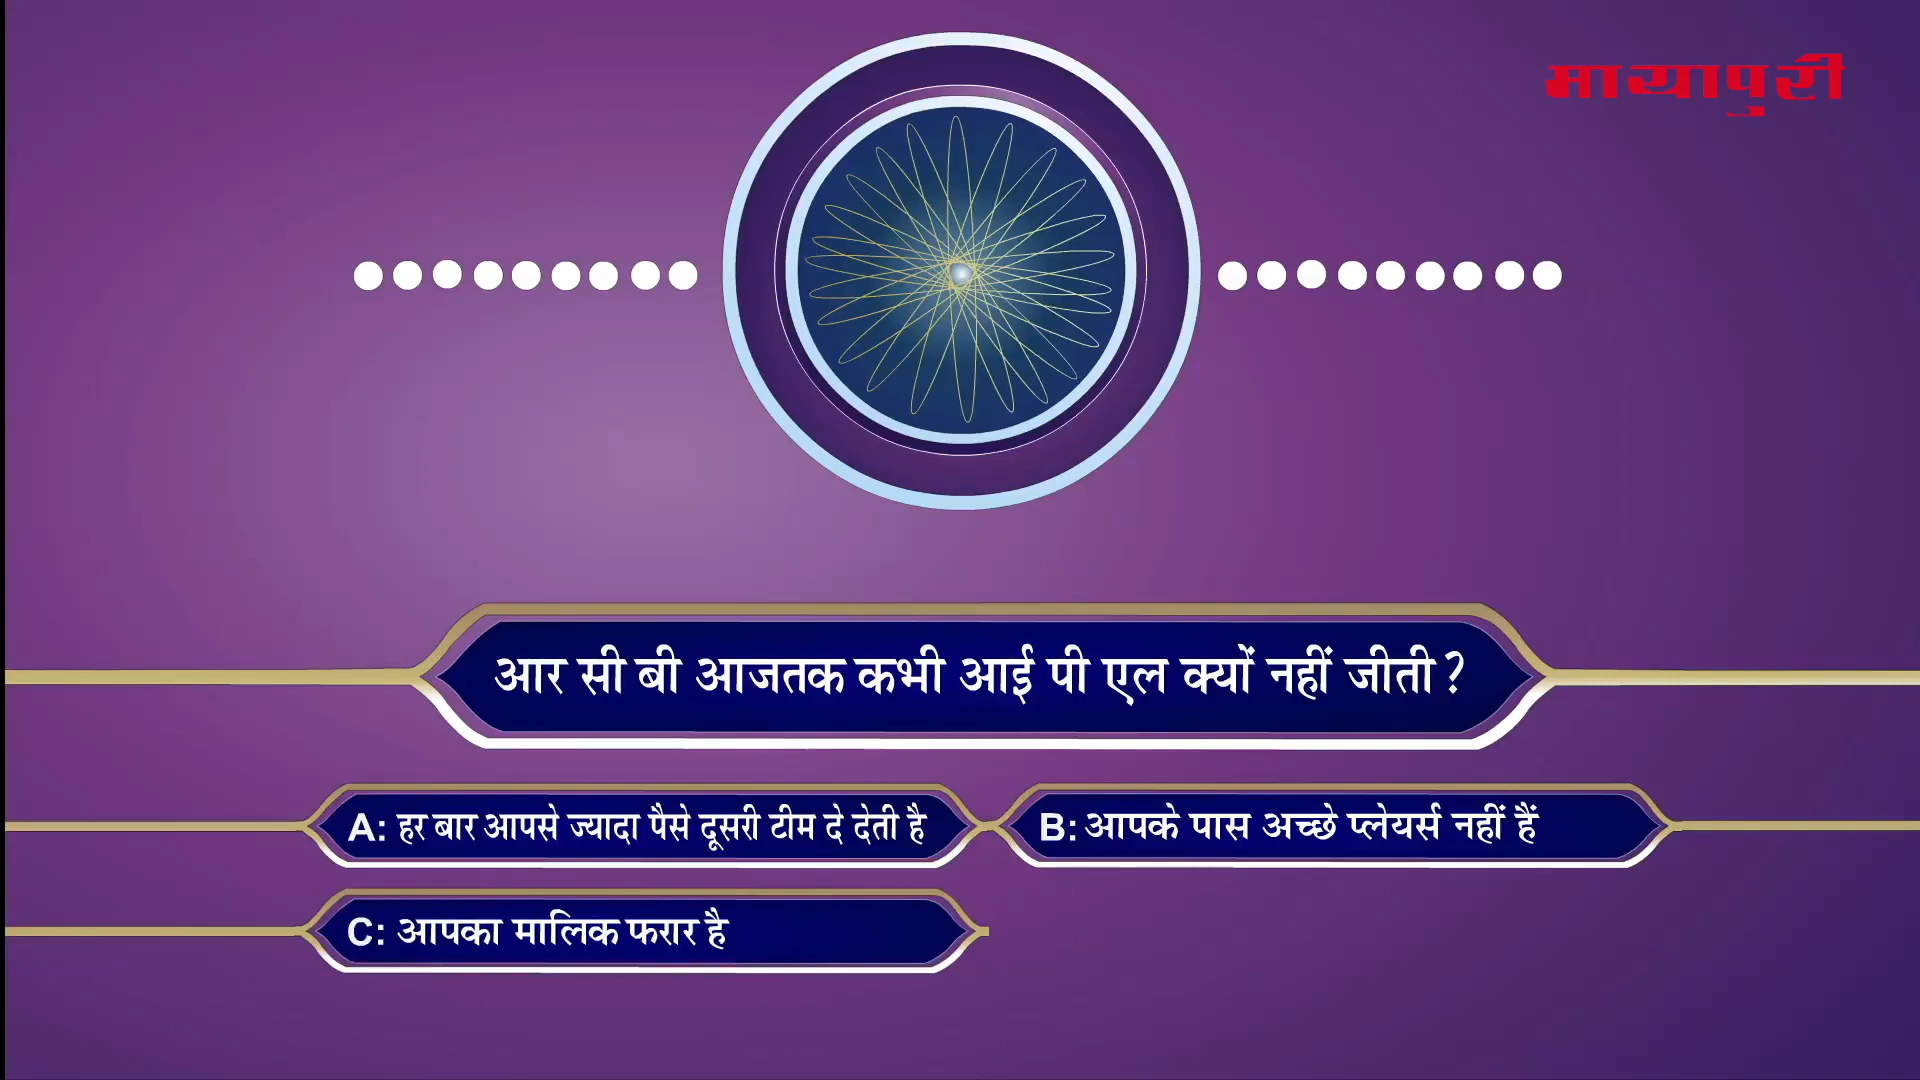 मायापुरी
आर सी बी आजतक कभी आई पी एल क्यों नहीं जीती?
A: हर बार आपसे ज्यादा पैसे दूसरी टीम दे देती है
B: आपके पास अच्छे प्लेयर्स नहीं हैं
C: आपका मालिक फरार है